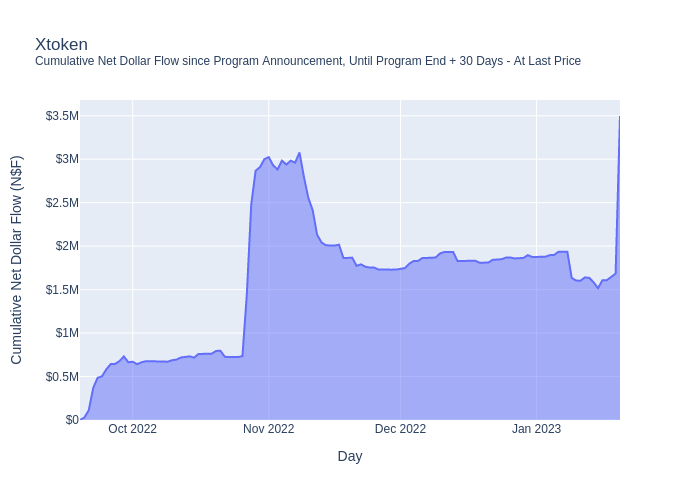 Xtoken
Cumulative Net Dollar Flow since Program Announcement, Until Program End + 30 Days - At Last Price
Cumulative Net Dollar Flow (N$F)
$3.5M
$3M
$2.5M
$2M
$1.5M
$1M
$0.5M
$0
Oct 2022
Nov 2022
Dec 2022
Jan 2023
Day